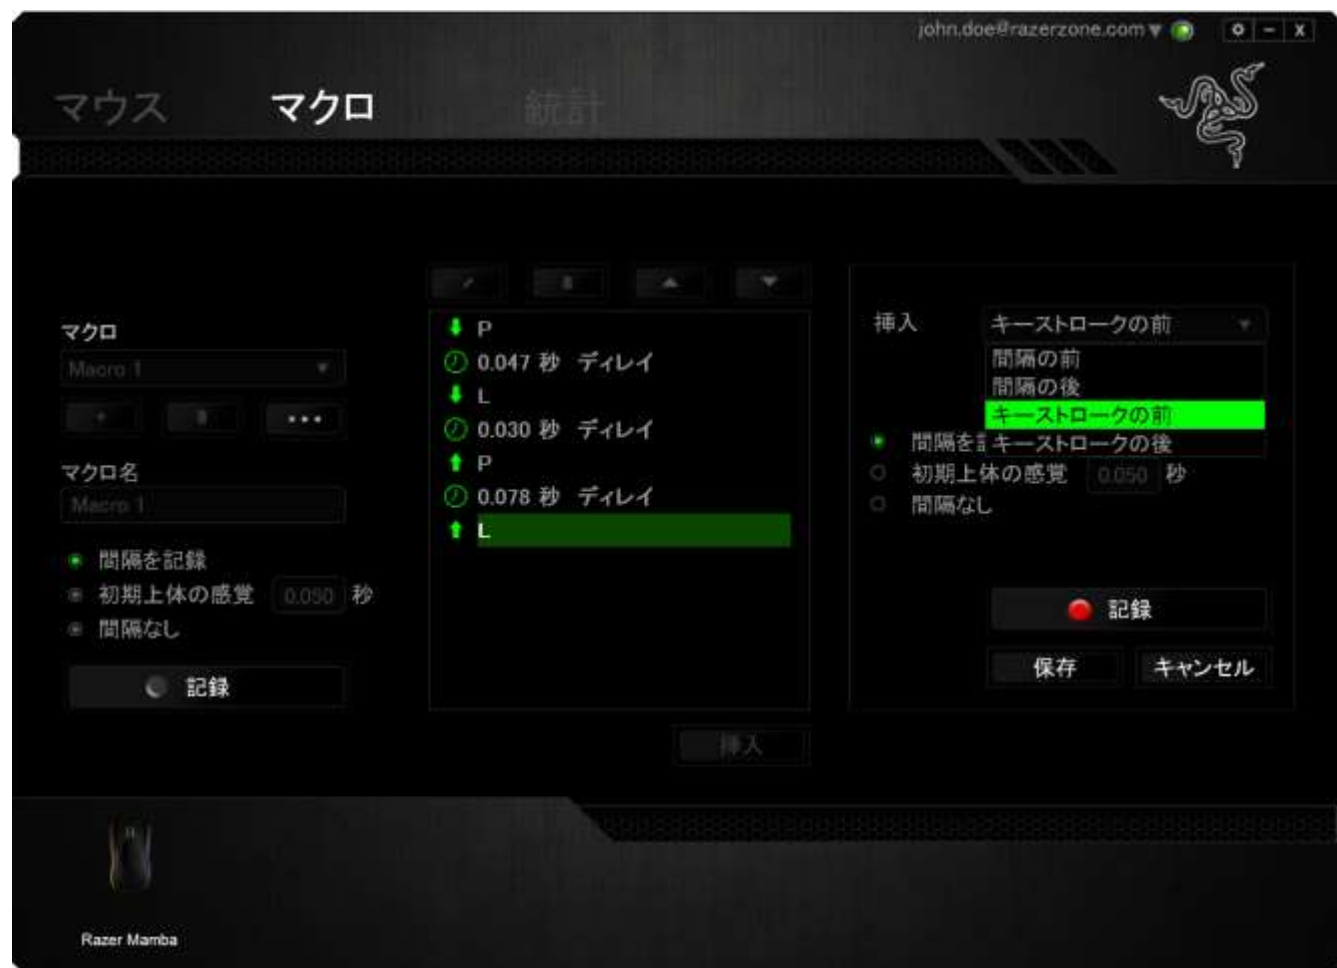 john.doe@razerzone.com
X
マウス
マクロ
統計
マクロ
Macro 1
マクロ名
Macro 1
間隔を記録
初期上体の感覚 0.050 秒
間隔なし
記録
P
0.047 秒 ディレイ
L
0.030 秒 ディレイ
P
0.078 秒 ディレイ
L
挿入
挿入 キーストロークの前
間隔の前
間隔の後
キーストロークの前
キーストロークの後
間隔を
初期上体の感覚 0.050 秒
間隔なし
記録
保存
キャンセル
Razer Mamba